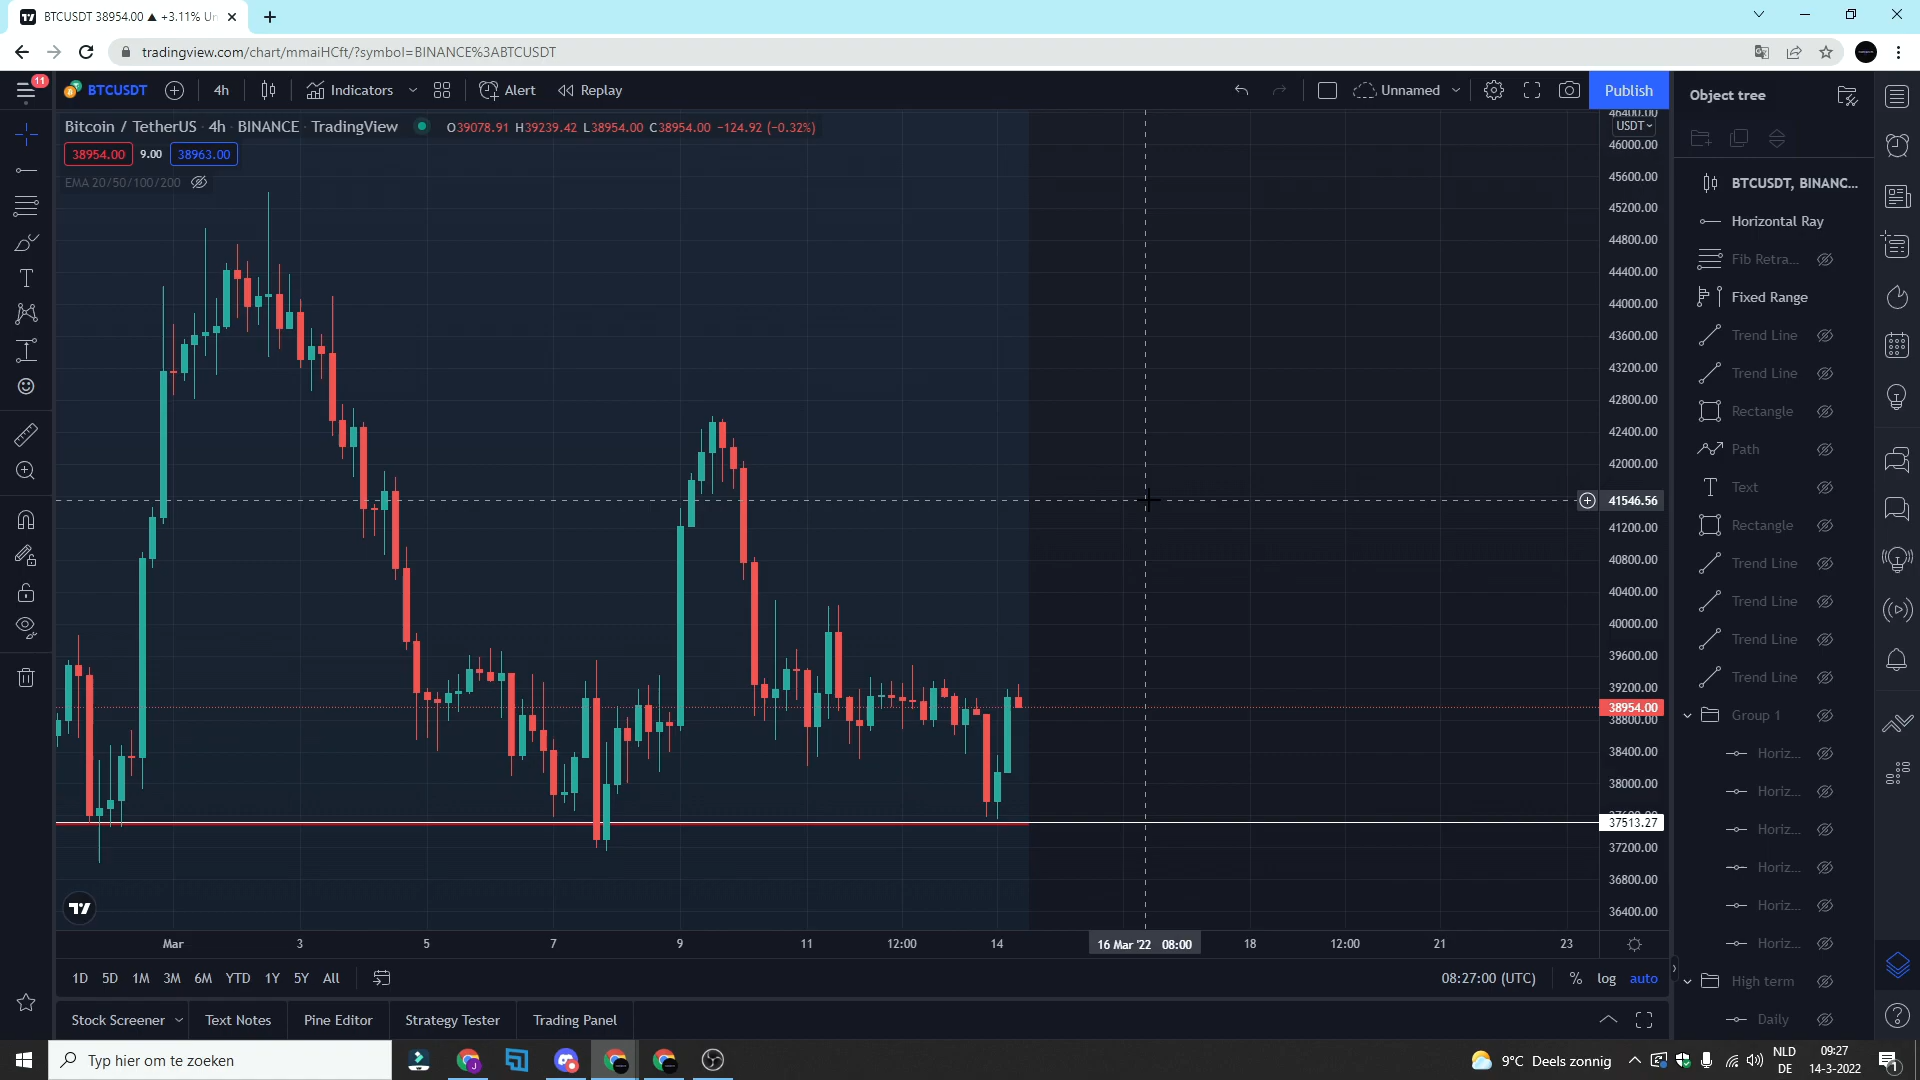 BTCUSDT 38954.00 ▲ +3.11% Un
tradingview.com/chart/mmaiHCft/?symbol=BINANCE%3ABTCUSDT
11
BTCUSDT
4h
Indicators
Alert
Replay
Unnamed
Publish
Object tree
Bitcoin / TetherUS · 4h · BINANCE · TradingView
O39078.91 H39239.42 L38954.00 C38954.00 −124.92 (−0.32%)
38954.00
9.00
38963.00
EMA 20/50/100/200
46400.00
USDT
46000.00
45600.00
45200.00
44800.00
44400.00
44000.00
43600.00
43200.00
42800.00
42400.00
42000.00
41546.56
41200.00
40800.00
40400.00
40000.00
39600.00
39200.00
38954.00
38800.00
38400.00
38000.00
37600.00
37513.27
37200.00
36800.00
36400.00
BTCUSDT, BINANC...
Horizontal Ray
Fib Retra...
Fixed Range
Trend Line
Trend Line
Rectangle
Path
Text
Rectangle
Trend Line
Trend Line
Trend Line
Trend Line
Group 1
Horiz...
Horiz...
Horiz...
Horiz...
Horiz...
Horiz...
High term
Daily
Mar
3
5
7
9
11
12:00
14
16 Mar '22 08:00
18
12:00
21
23
1D
5D
1M
3M
6M
YTD
1Y
5Y
All
08:27:00 (UTC)
%
log
auto
Stock Screener
Text Notes
Pine Editor
Strategy Tester
Trading Panel
Typ hier om te zoeken
9°C Deels zonnig
NLD
DE
09:27
14-3-2022
1